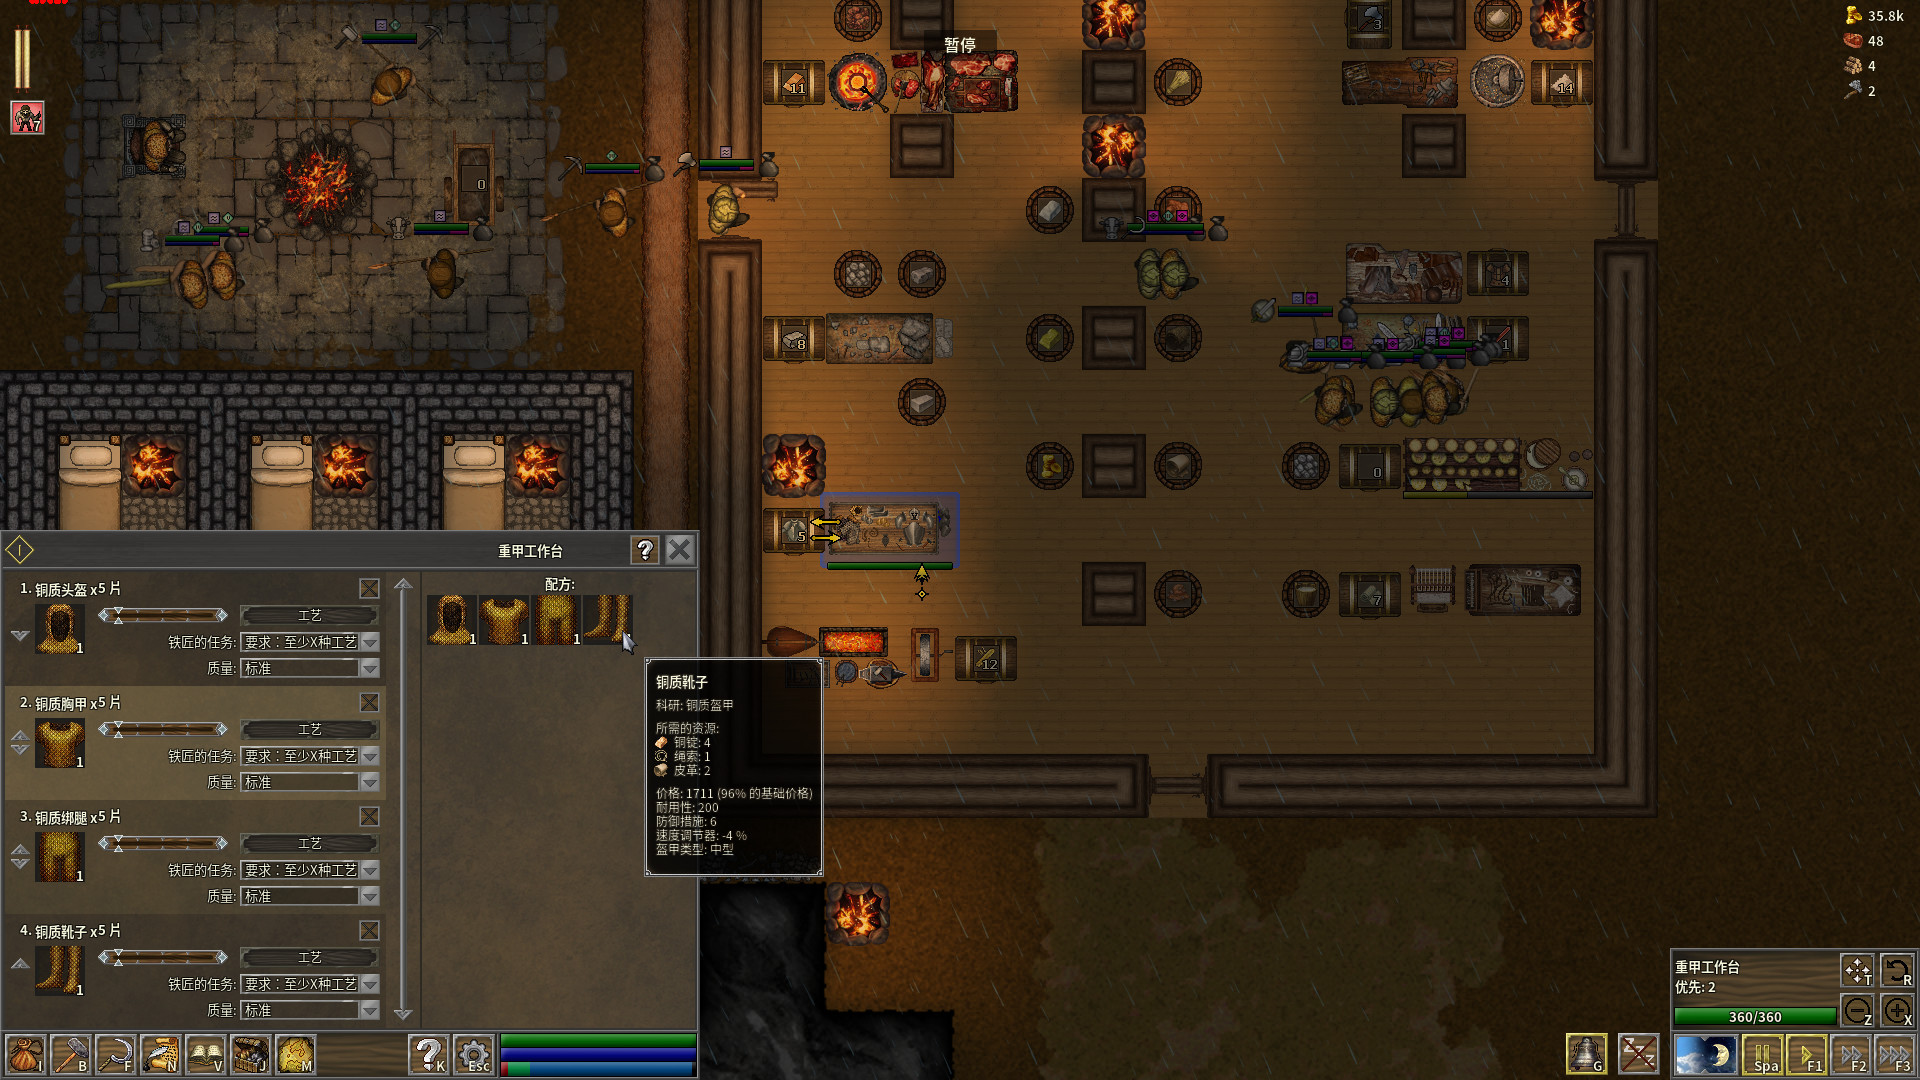 暂停
35.8k
48
4
2
7
11
3
14
0
4
8
1
0
5
7
12
重甲工作台
1. 铜质头盔 x5 片
1
工艺
铁匠的任务:
要求：至少X种工艺
质量:
标准
2. 铜质胸甲 x5 片
1
工艺
铁匠的任务:
要求：至少X种工艺
质量:
标准
3. 铜质绑腿 x5 片
1
工艺
铁匠的任务:
要求：至少X种工艺
质量:
标准
4. 铜质靴子 x5 片
1
工艺
铁匠的任务:
要求：至少X种工艺
质量:
标准
配方:
1
1
1
铜质靴子
科研: 铜质盔甲
所需的资源:
铜锭: 4
绳索: 1
皮革: 2
价格: 1711 (96% 的基础价格)
耐用性: 200
防御措施: 6
速度调节器: -4 %
盔甲类型: 中型
重甲工作台
优先: 2
360/360
T
R
Z
X
I
B
F
N
V
J
M
K
Esc
G
Spa
F1
F2
F3